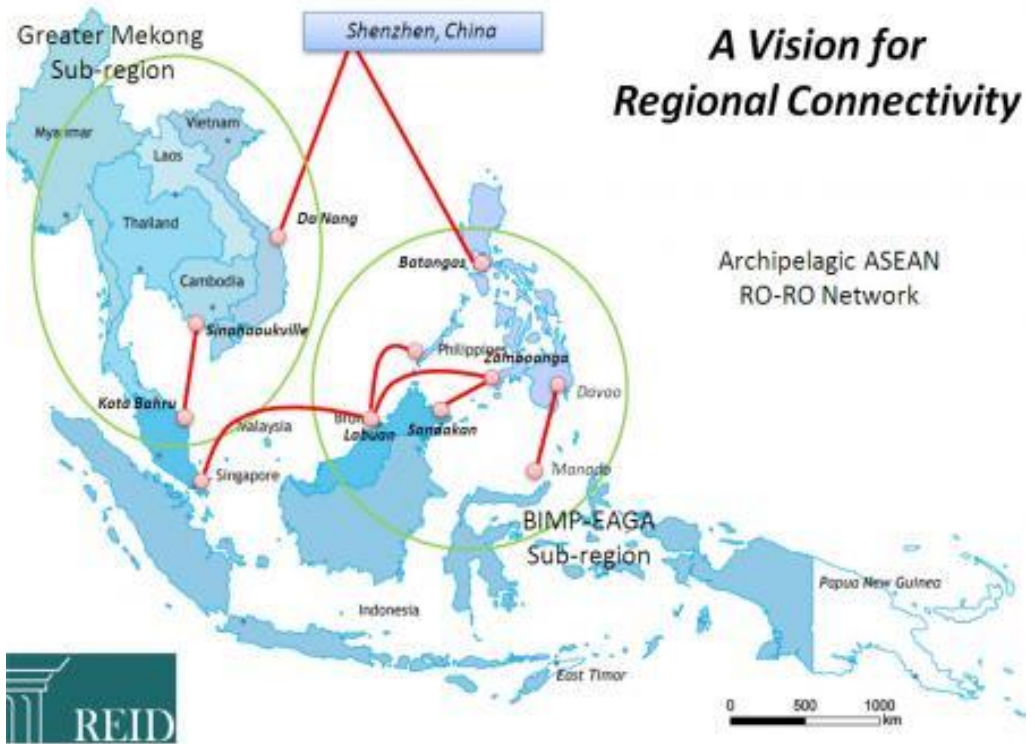 Greater Mekong
Sub-region
Shenzhen, China
A Vision for
Regional Connectivity
Myanmar
Vietnam
Laos
Thailand
Da Nang
Cambodia
Batangas
Archipelagic ASEAN
RO-RO Network
Sinahaoukville
Philippines
Zamboanga
Davao
Kota Bahru
Malaysia
Labuan
Sandakan
Singapore
Manado
BIMP-EAGA
Sub-region
Papua New Guinea
Indonesia
East Timor
REID
0 500 1000
km